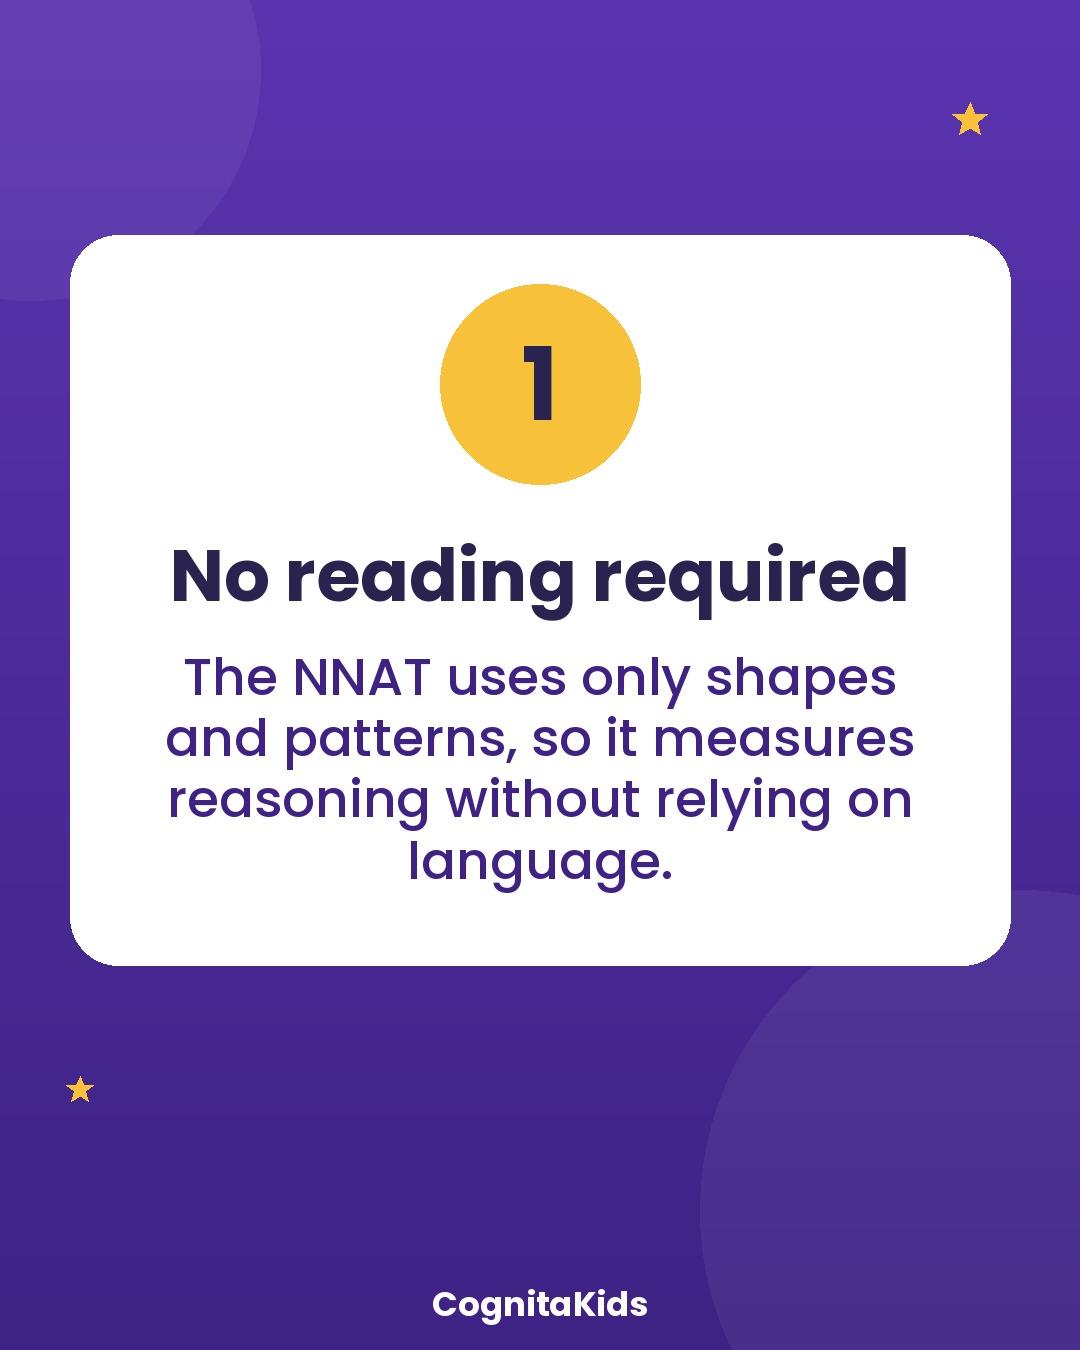 1
No reading required
The NNAT uses only shapes
and patterns, so it measures
reasoning without relying on
language.
CognitaKids